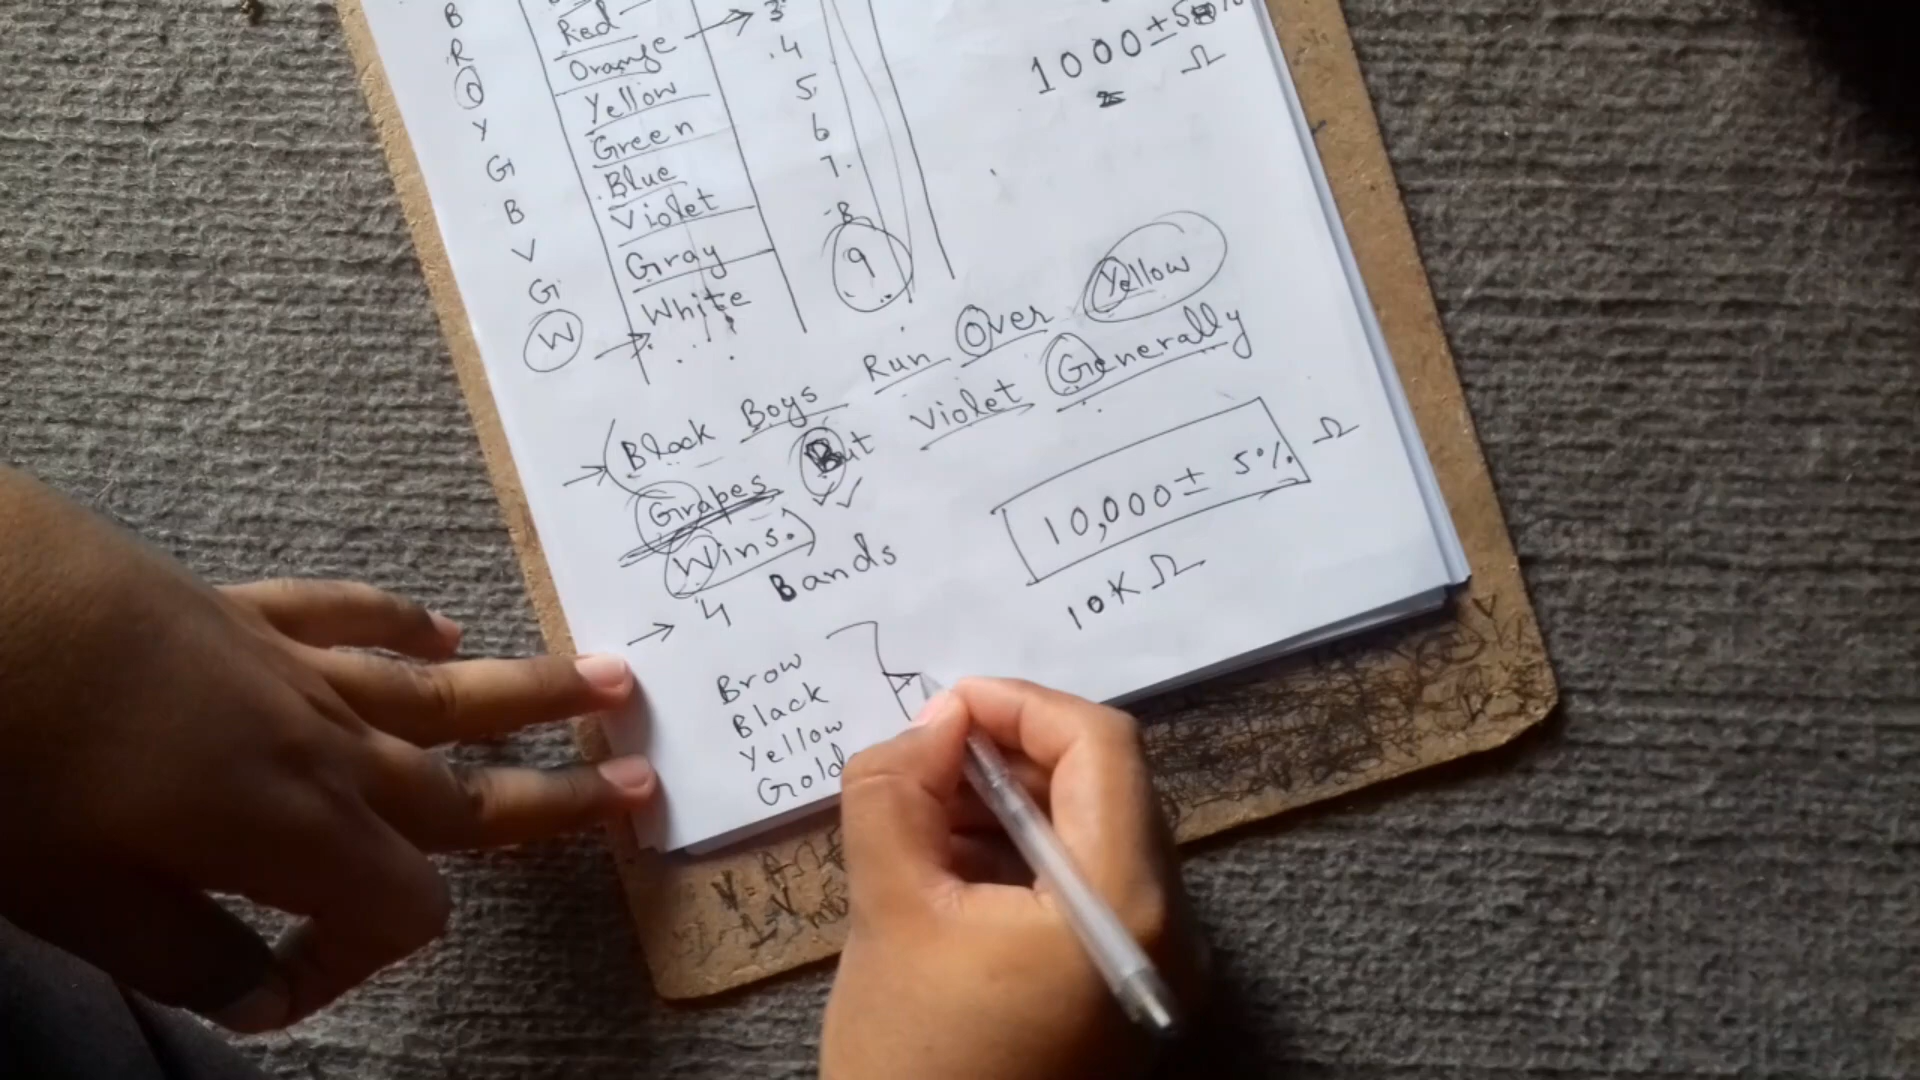 B
Red
R
Orange
3
O
Yellow
4
Y
Green
5
G
Blue
6
B
Violet
7
V
Gray
8
G
White
9
W
1000±5
Ω
Black Boys Run Over Yellow
Grapes But Violet Generally
Wins.
4 Bands
10,000± 5% Ω
10K Ω
Brow
Black
Yellow
Gold